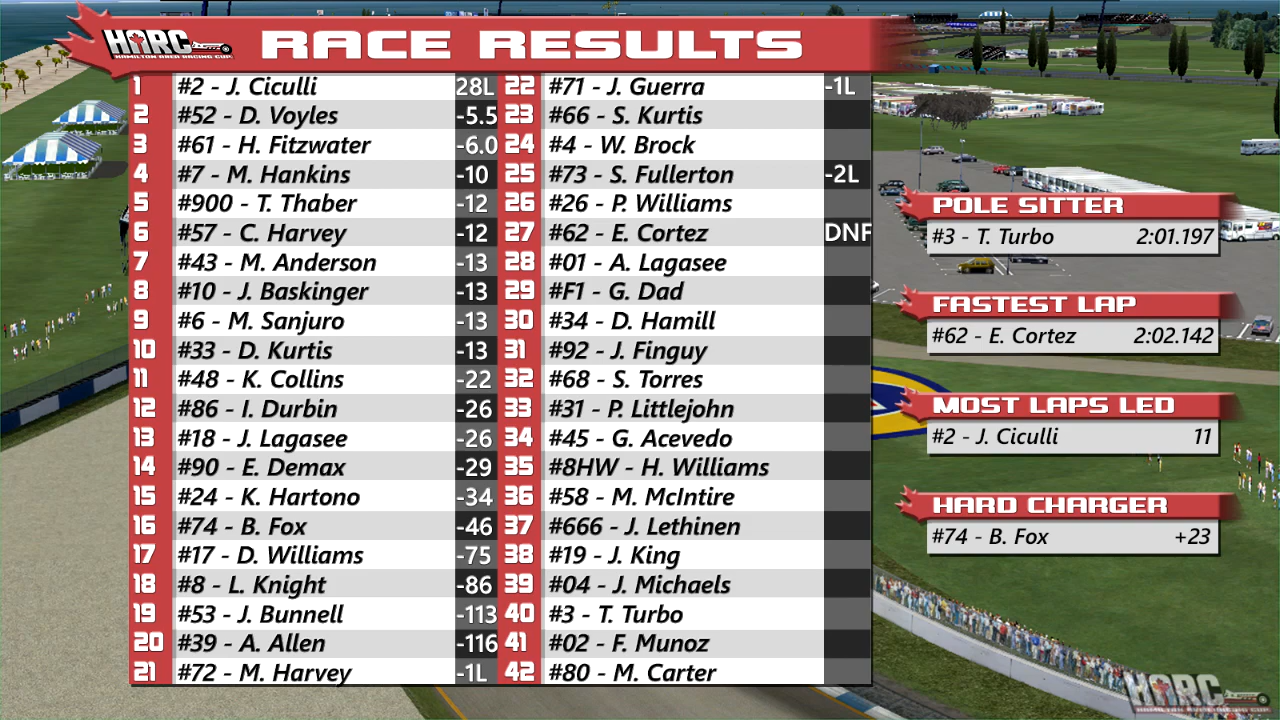 HARC
HAMILTON AREA RACING CUP
RACE RESULTS
1 #2 - J. Ciculli 28L
2 #52 - D. Voyles -5.5
3 #61 - H. Fitzwater -6.0
4 #7 - M. Hankins -10
5 #900 - T. Thaber -12
6 #57 - C. Harvey -12
7 #43 - M. Anderson -13
8 #10 - J. Baskinger -13
9 #6 - M. Sanjuro -13
10 #33 - D. Kurtis -13
11 #48 - K. Collins -22
12 #86 - I. Durbin -26
13 #18 - J. Lagasee -26
14 #90 - E. Demax -29
15 #24 - K. Hartono -34
16 #74 - B. Fox -46
17 #17 - D. Williams -75
18 #8 - L. Knight -86
19 #53 - J. Bunnell -113
20 #39 - A. Allen -116
21 #72 - M. Harvey -1L
22 #71 - J. Guerra -1L
23 #66 - S. Kurtis
24 #4 - W. Brock
25 #73 - S. Fullerton -2L
26 #26 - P. Williams
27 #62 - E. Cortez DNF
28 #01 - A. Lagasee
29 #F1 - G. Dad
30 #34 - D. Hamill
31 #92 - J. Finguy
32 #68 - S. Torres
33 #31 - P. Littlejohn
34 #45 - G. Acevedo
35 #8HW - H. Williams
36 #58 - M. McIntire
37 #666 - J. Lethinen
38 #19 - J. King
39 #04 - J. Michaels
40 #3 - T. Turbo
41 #02 - F. Munoz
42 #80 - M. Carter
POLE SITTER
#3 - T. Turbo 2:01.197
FASTEST LAP
#62 - E. Cortez 2:02.142
MOST LAPS LED
#2 - J. Ciculli 11
HARD CHARGER
#74 - B. Fox +23
HARC
HAMILTON AREA RACING CUP